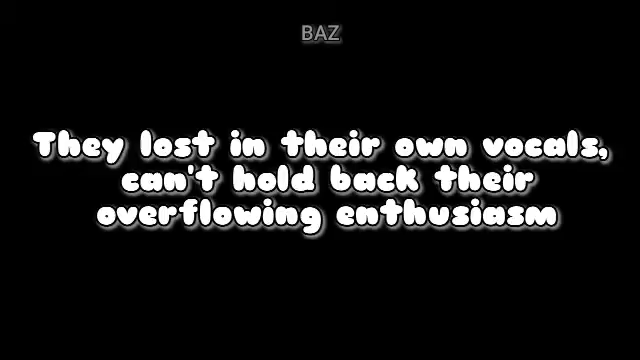 BAZ
They lost in their own vocals,
can't hold back their
overflowing enthusiasm